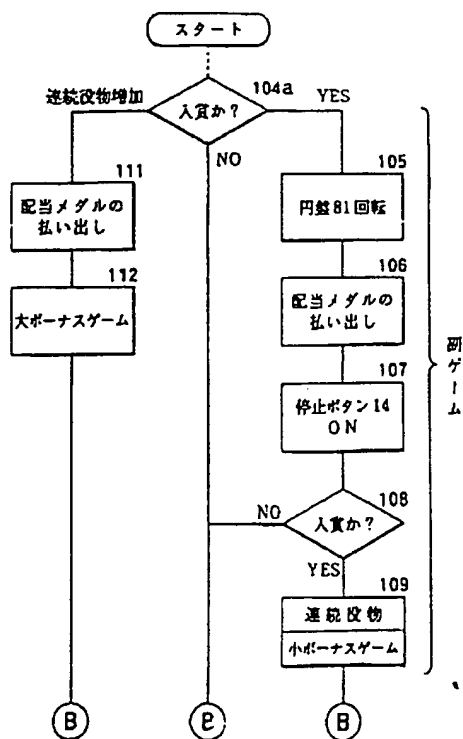 スタート
104a
連続役物増加
入賞か?
YES
NO
111
配当メダルの
払い出し
112
大ボーナスゲーム
105
円盤81回転
106
配当メダルの
払い出し
107
停止ボタン14
ON
108
NO
入賞か?
YES
109
連続役物
小ボーナスゲーム
副ゲーム
B
B